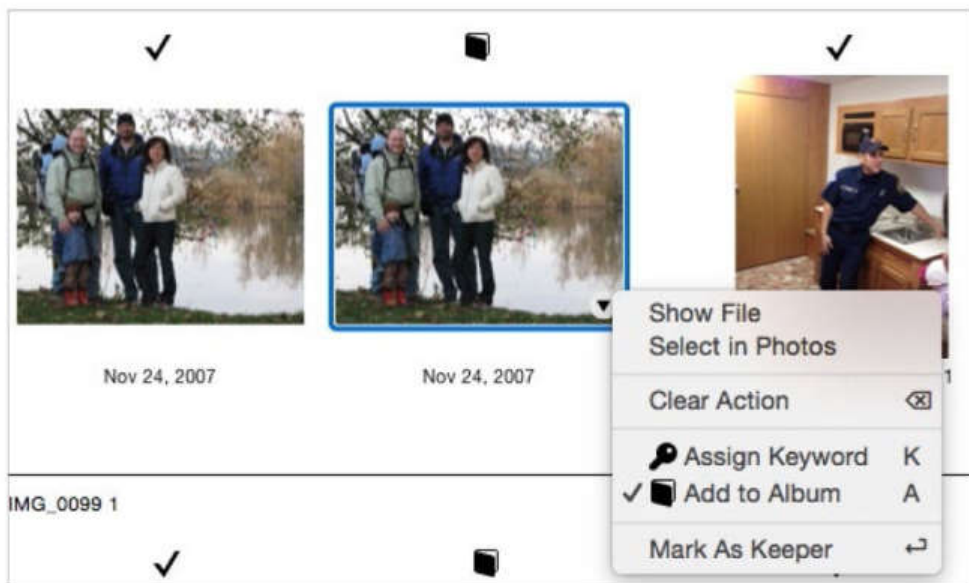 Nov 24, 2007
Nov 24, 2007
1
Show File
Select in Photos
Clear Action ⌫
Assign Keyword K
✓ Add to Album A
Mark As Keeper ↵
IMG_0099 1